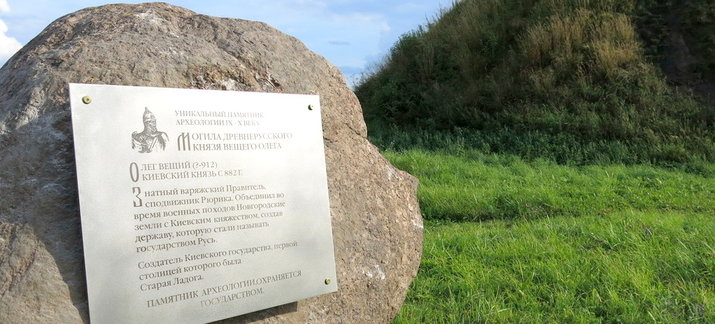 УНИКАЛЬНЫЙ ПАМЯТНИК
АРХЕОЛОГИИ IX - X ВЕКА
МОГИЛА ДРЕВНЕРУССКОГО
КНЯЗЯ ВЕЩЕГО ОЛЕГА
ОЛЕГ ВЕЩИЙ (?-912)
КИЕВСКИЙ КНЯЗЬ С 882 Г.
Знатный варяжский Правитель,
сподвижник Рюрика. Объединил во
время военных походов Новгородские
земли с Киевским княжеством, создав
державу, которую стали называть
государством Русь.
Создатель Киевского государства, первой
столицей которого была
Старая Ладога.
ПАМЯТНИК АРХЕОЛОГИИ.ОХРАНЯЕТСЯ
ГОСУДАРСТВОМ.